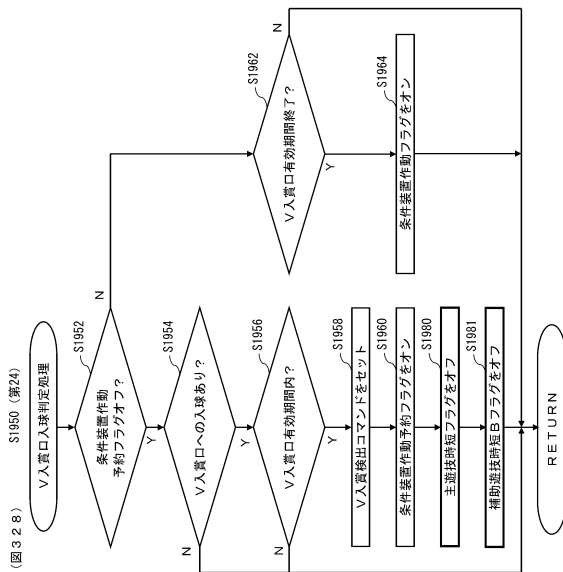 (図328) S1950 (第24)
V入賞口入球判定処理
S1952
条件装置作動
予約フラグオフ?
N
Y
S1954
V入賞口への入球あり?
N
Y
S1956
V入賞口有効期間内?
N
Y
S1958
V入賞検出コマンドをセット
S1960
条件装置作動予約フラグをオン
S1980
主遊技時短フラグをオフ
S1981
補助遊技時短Bフラグをオフ
S1962
V入賞口有効期間終了?
N
Y
S1964
条件装置作動フラグをオン
RETURN